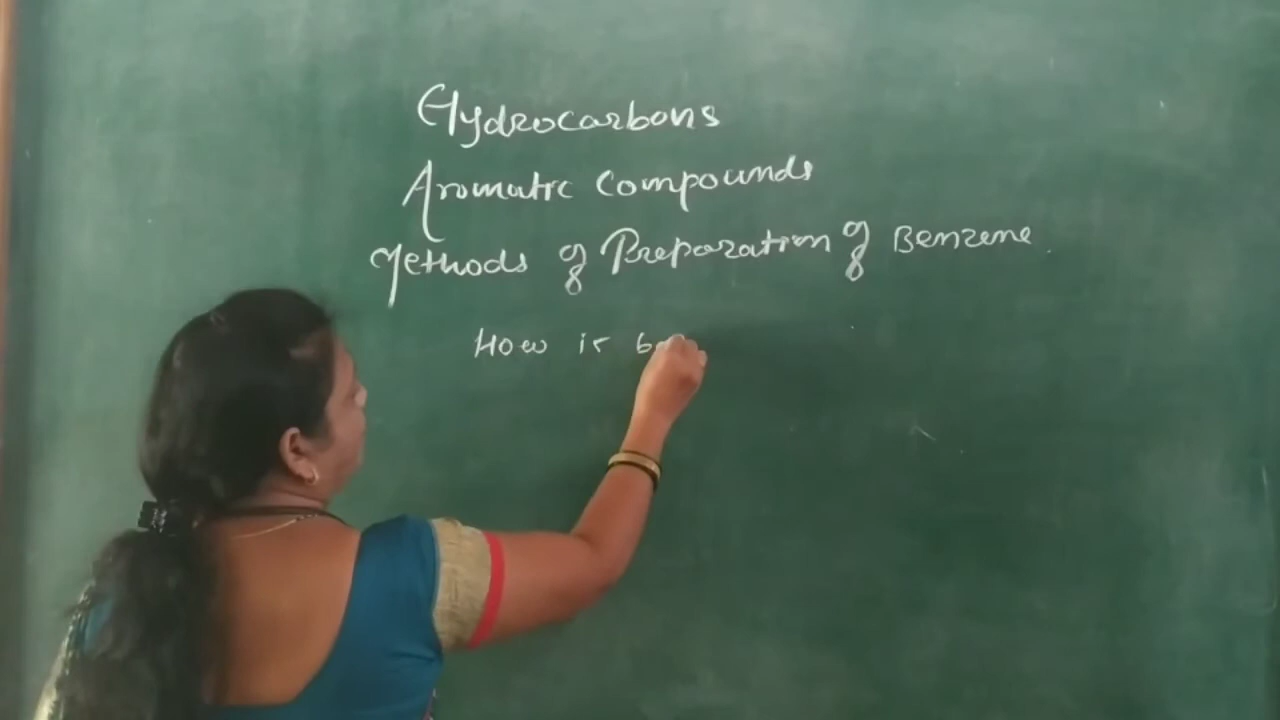 Hydrocarbons
Aromatic Compounds
Methods of Preparation of Benzene.
How is